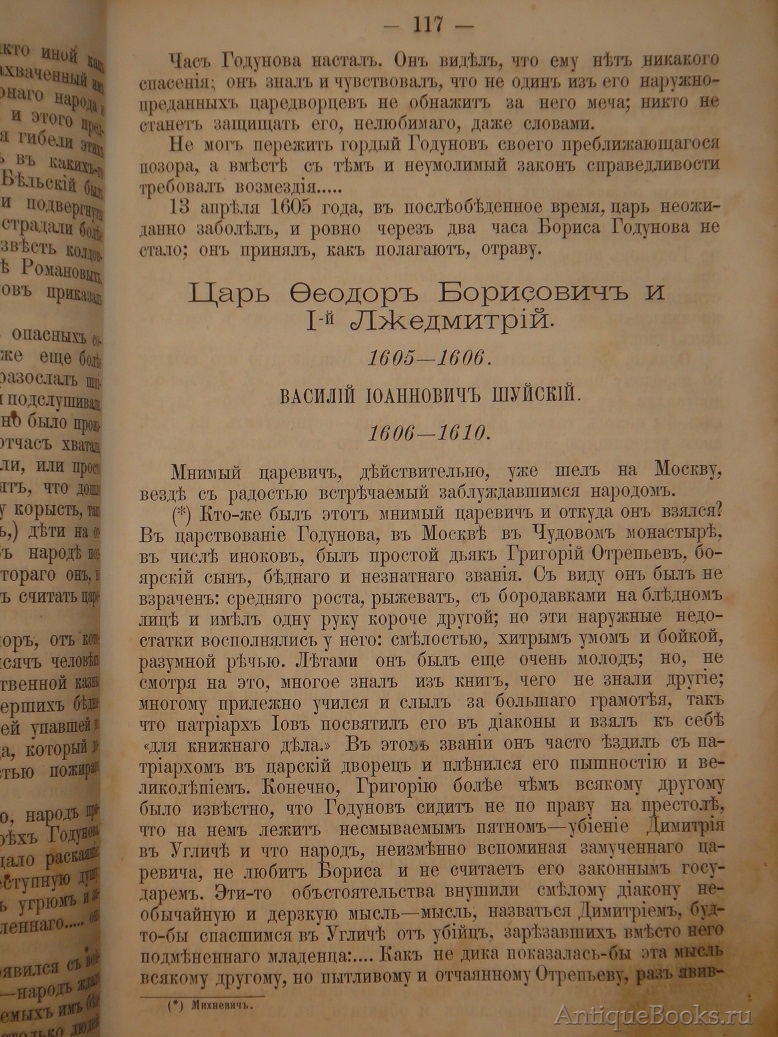 — 117 —
Часъ Годунова насталъ. Онъ видѣлъ, что ему нѣтъ никакого
спасенія; онъ зналъ и чувствовалъ, что не одинъ изъ его наружно-
преданныхъ царедворцевъ не обнажитъ за него меча; никто не
станетъ защищать его, нелюбимаго, даже словами.
Не могъ пережить гордый Годуновъ своего преближающагося
позора, а вмѣстѣ съ тѣмъ и неумолимый законъ справедливости
требовалъ возмездія.....
13 апрѣля 1605 года, въ послѣобѣденное время, царь неожи-
данно заболѣлъ, и ровно черезъ два часа Бориса Годунова не
стало; онъ принялъ, какъ полагаютъ, отраву.
Царь Ѳеодоръ Борисовичъ и
I-й Лжедмитрій.
1605—1606.
ВАСИЛІЙ ІОАННОВИЧЪ ШУЙСКІЙ.
1606—1610.
Мнимый царевичъ, дѣйствительно, уже шелъ на Москву,
вездѣ съ радостью встрѣчаемый заблуждавшимся народомъ.
(*) Кто-же былъ этотъ мнимый царевичъ и откуда онъ взялся?
Въ царствованіе Годунова, въ Москвѣ въ Чудовомъ монастырѣ,
въ числѣ иноковъ, былъ простой дьякъ Григорій Отрепьевъ, бо-
ярскій сынъ, бѣднаго и незнатнаго званія. Съ виду онъ былъ не
взраченъ: средняго роста, рыжеватъ, съ бородавками на блѣдномъ
лицѣ и имѣлъ одну руку короче другой; но эти наружные недо-
статки восполнялись у него: смѣлостью, хитрымъ умомъ и бойкой,
разумной рѣчью. Лѣтами онъ былъ еще очень молодъ; но, не
смотря на это, многое зналъ изъ книгъ, чего не знали другіе;
многому прилежно учился и слылъ за большаго грамотѣя, такъ
что патріархъ Іовъ посвятилъ его въ діаконы и взялъ къ себѣ
«для книжнаго дѣла.» Въ этомъ званіи онъ часто ѣздилъ съ па-
тріархомъ въ царскій дворецъ и плѣнился его пышностію и ве-
ликолѣпіемъ. Конечно, Григорію болѣе чѣмъ всякому другому
было извѣстно, что Годуновъ сидитъ не по праву на престолѣ,
что на немъ лежитъ несмываемымъ пятномъ—убіеніе Димитрія
въ Угличѣ и что народъ, неизмѣнно вспоминая замученнаго ца-
ревича, не любитъ Бориса и не считаетъ его законнымъ госу-
даремъ. Эти-то объстоятельства внушили смѣлому діакону не-
обычайную и дерзкую мысль—мысль, назваться Димитріемъ, буд-
то-бы спасшимся въ Угличѣ отъ убійцъ, зарѣзавшихъ вмѣсто него
подмѣненнаго младенца:.... Какъ не дика показалась-бы эта мысль
всякому другому, но пытливому и отчаянному Отрепьеву, разъ явив-
(*) Михневичъ.
AntiqueBooks.ru